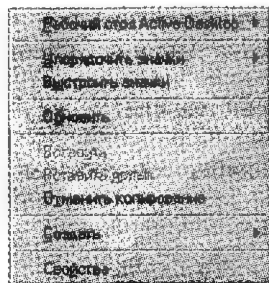 Рабочий стол Active Desktop
Упорядочить значки
Выстроить значки
Обновить
Вставить
Вставить ярлык
Отменить копирование
Создать
Свойства